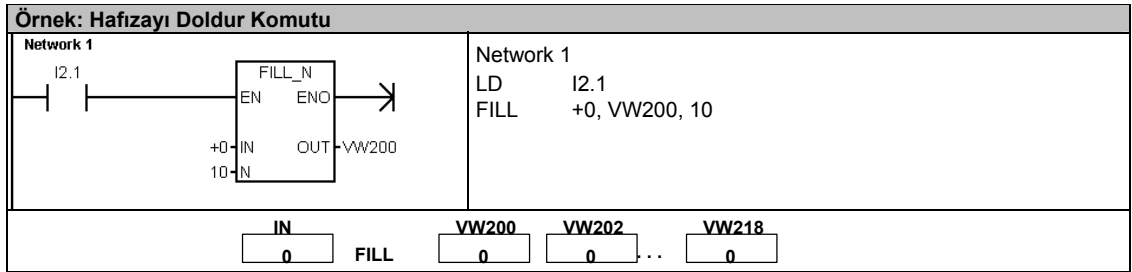 Örnek: Hafızayı Doldur Komutu
Network 1
I2.1
FILL_N
EN ENO
+0 IN OUT VW200
10 N
Network 1
LD I2.1
FILL +0, VW200, 10
IN VW200 VW202 VW218
0 FILL 0 0 . . . 0